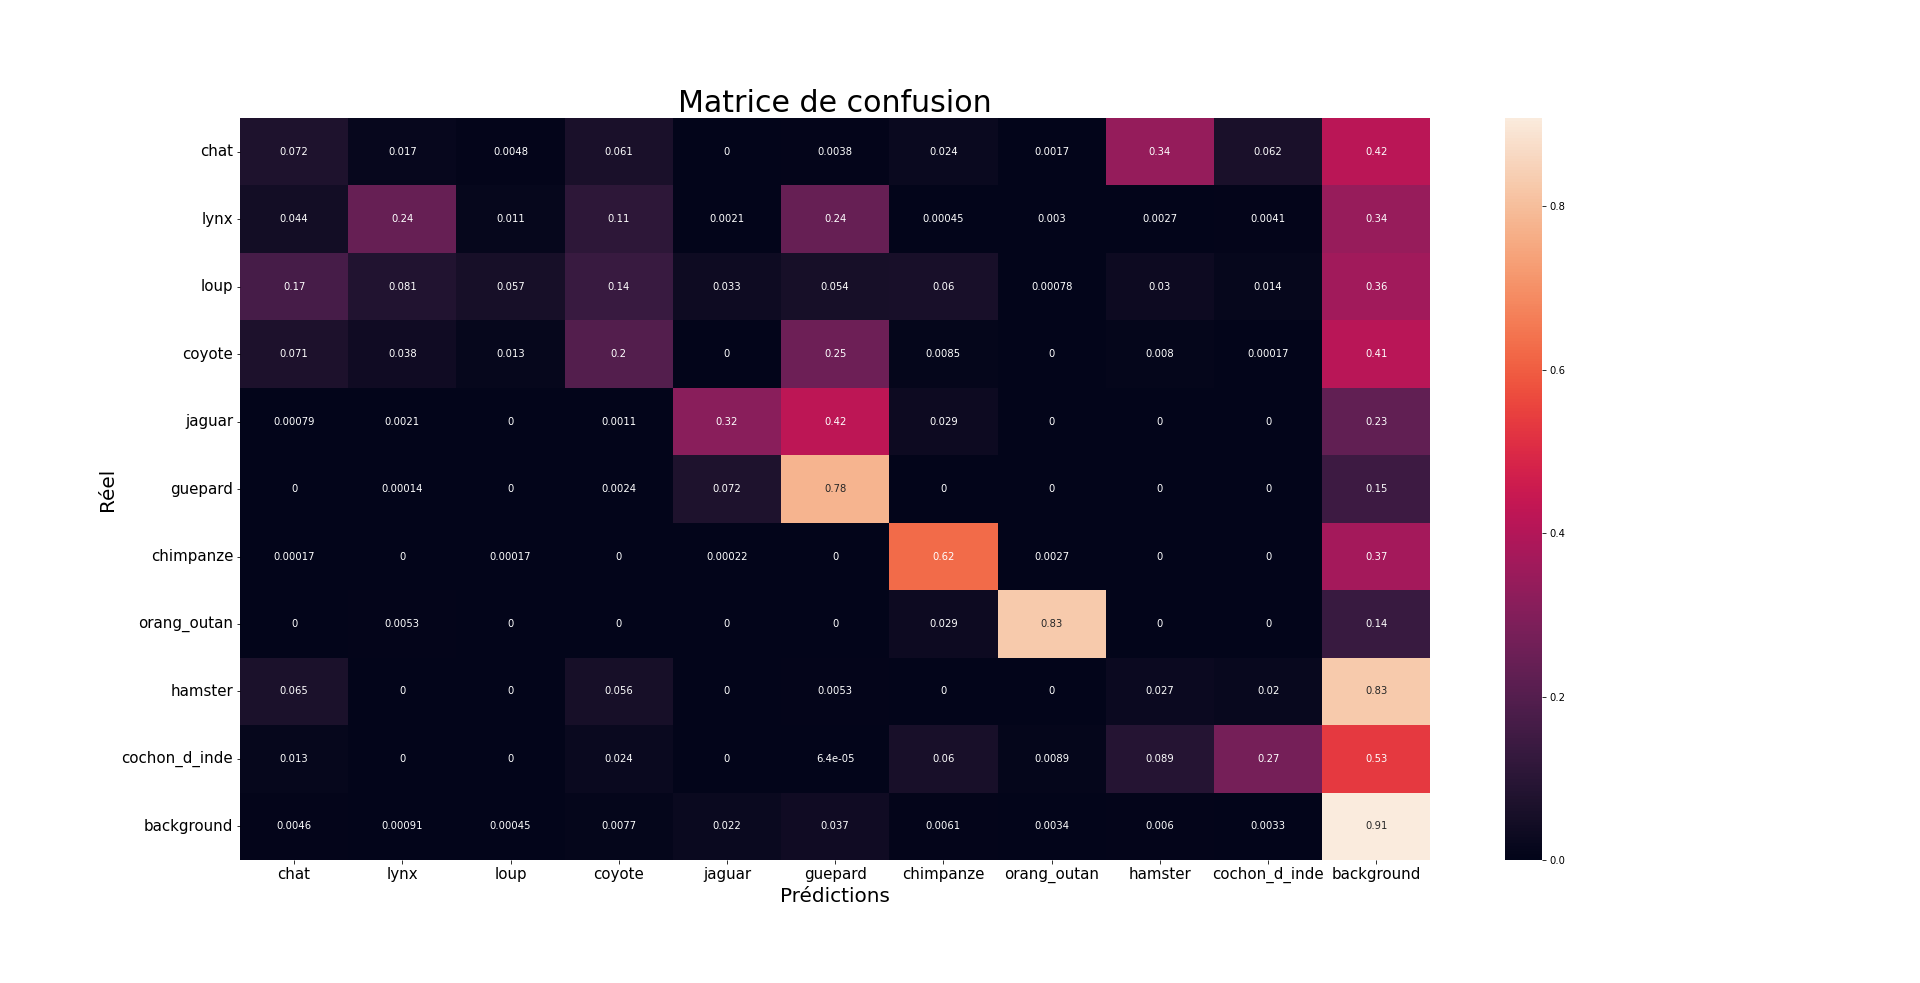 Matrice de confusion
chat 0.072 0.017 0.0048 0.061 0 0.0038 0.024 0.0017 0.34 0.062 0.42
lynx 0.044 0.24 0.011 0.11 0.0021 0.24 0.00045 0.003 0.0027 0.0041 0.34
loup 0.17 0.081 0.057 0.14 0.033 0.054 0.06 0.00078 0.03 0.014 0.36
coyote 0.071 0.038 0.013 0.2 0 0.25 0.0085 0 0.008 0.00017 0.41
jaguar 0.00079 0.0021 0 0.0011 0.32 0.42 0.029 0 0 0 0.23
guepard 0 0.00014 0 0.0024 0.072 0.78 0 0 0 0 0.15
chimpanze 0.00017 0 0.00017 0 0.00022 0 0.62 0.0027 0 0 0.37
orang_outan 0 0.0053 0 0 0 0 0.029 0.83 0 0 0.14
hamster 0.065 0 0 0.056 0 0.0053 0 0 0.027 0.02 0.83
cochon_d_inde 0.013 0 0 0.024 0 6.4e-05 0.06 0.0089 0.089 0.27 0.53
background 0.0046 0.00091 0.00045 0.0077 0.022 0.037 0.0061 0.0034 0.006 0.0033 0.91
chat lynx loup coyote jaguar guepard chimpanze orang_outan hamster cochon_d_inde background
Prédictions
Réel
0.8
0.6
0.4
0.2
0.0